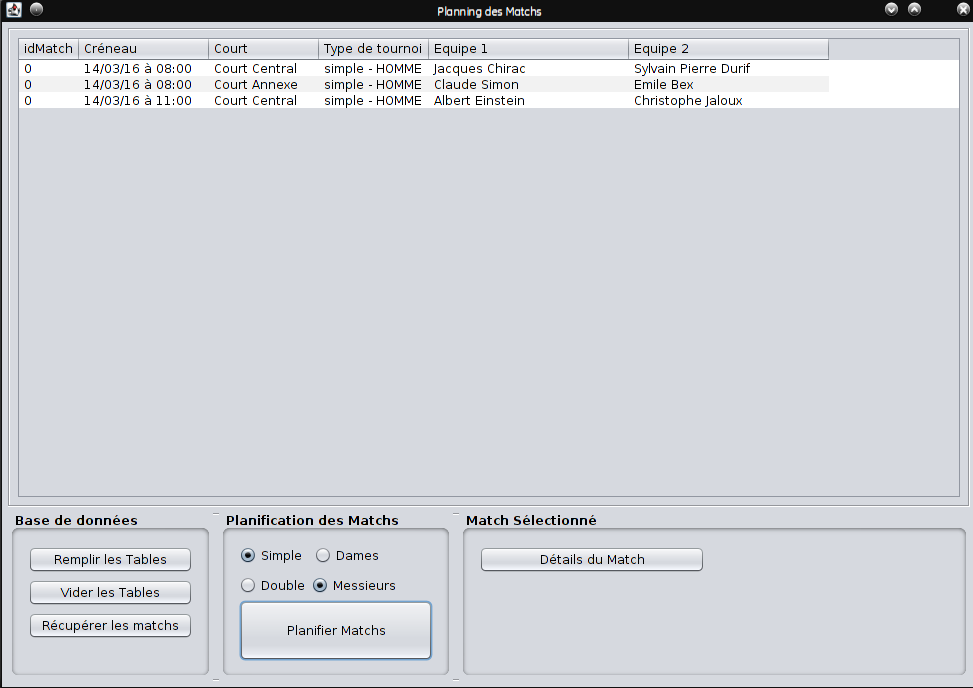 Planning des Matchs
idMatch Créneau Court Type de tournoi Equipe 1 Equipe 2
0 14/03/16 à 08:00 Court Central simple - HOMME Jacques Chirac Sylvain Pierre Durif
0 14/03/16 à 08:00 Court Annexe simple - HOMME Claude Simon Emile Bex
0 14/03/16 à 11:00 Court Central simple - HOMME Albert Einstein Christophe Jaloux
Base de données
Remplir les Tables
Vider les Tables
Récupérer les matchs
Planification des Matchs
Simple Dames
Double Messieurs
Planifier Matchs
Match Sélectionné
Détails du Match